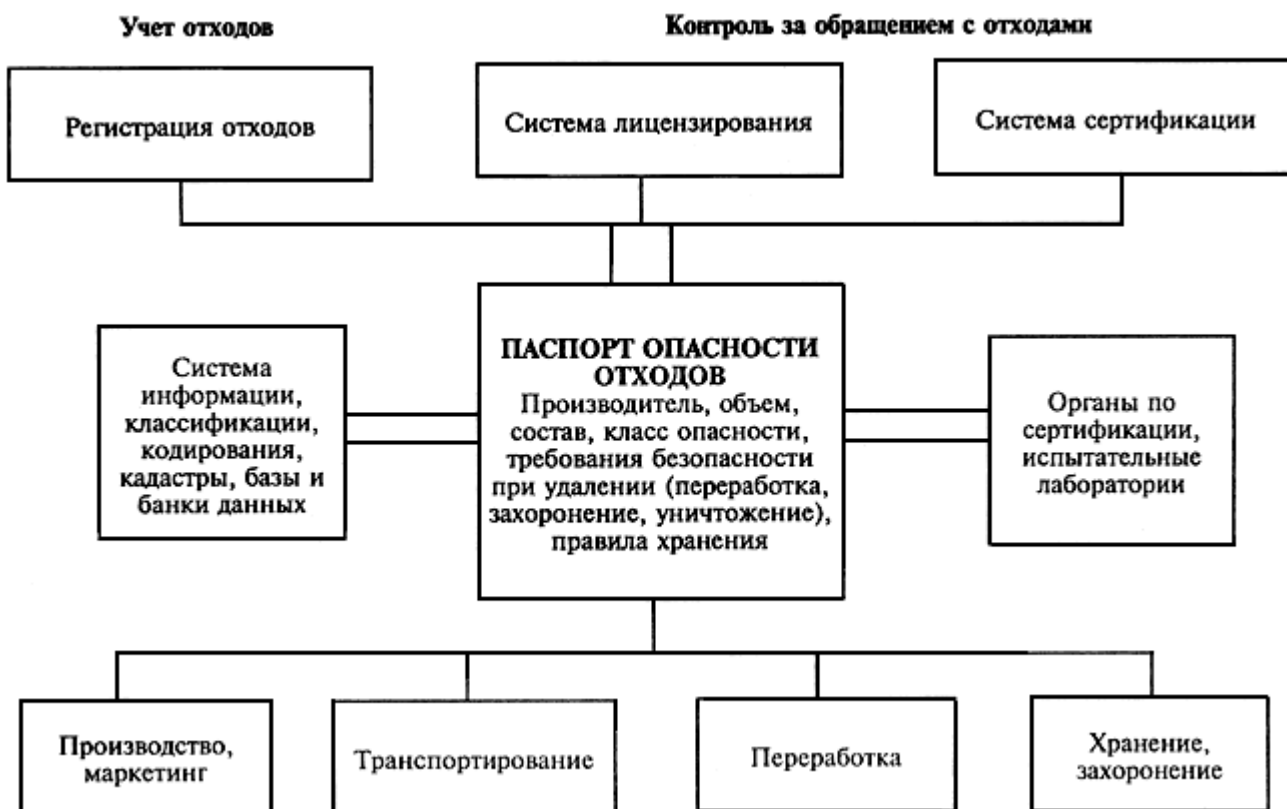 Учет отходов
Контроль за обращением с отходами
Регистрация отходов
Система лицензирования
Система сертификации
Система
информации,
классификации,
кодирования,
кадастры, базы и
банки данных
ПАСПОРТ ОПАСНОСТИ
ОТХОДОВ
Производитель, объем,
состав, класс опасности,
требования безопасности
при удалении (переработка,
захоронение, уничтожение),
правила хранения
Органы по
сертификации,
испытательные
лаборатории
Производство,
маркетинг
Транспортирование
Переработка
Хранение,
захоронение